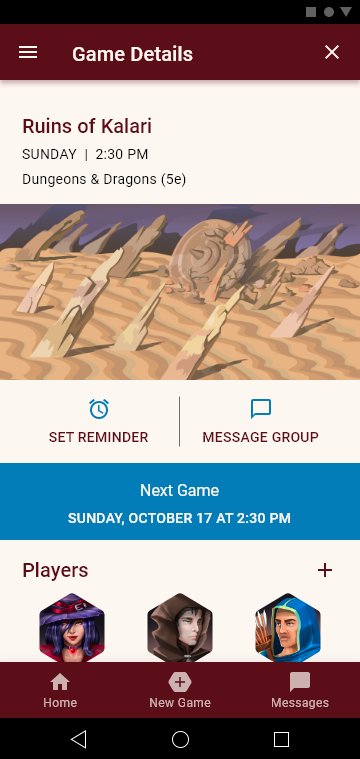 Game Details
Ruins of Kalari
SUNDAY | 2:30 PM
Dungeons & Dragons (5e)
SET REMINDER
MESSAGE GROUP
Next Game
SUNDAY, OCTOBER 17 AT 2:30 PM
Players
Home
New Game
Messages